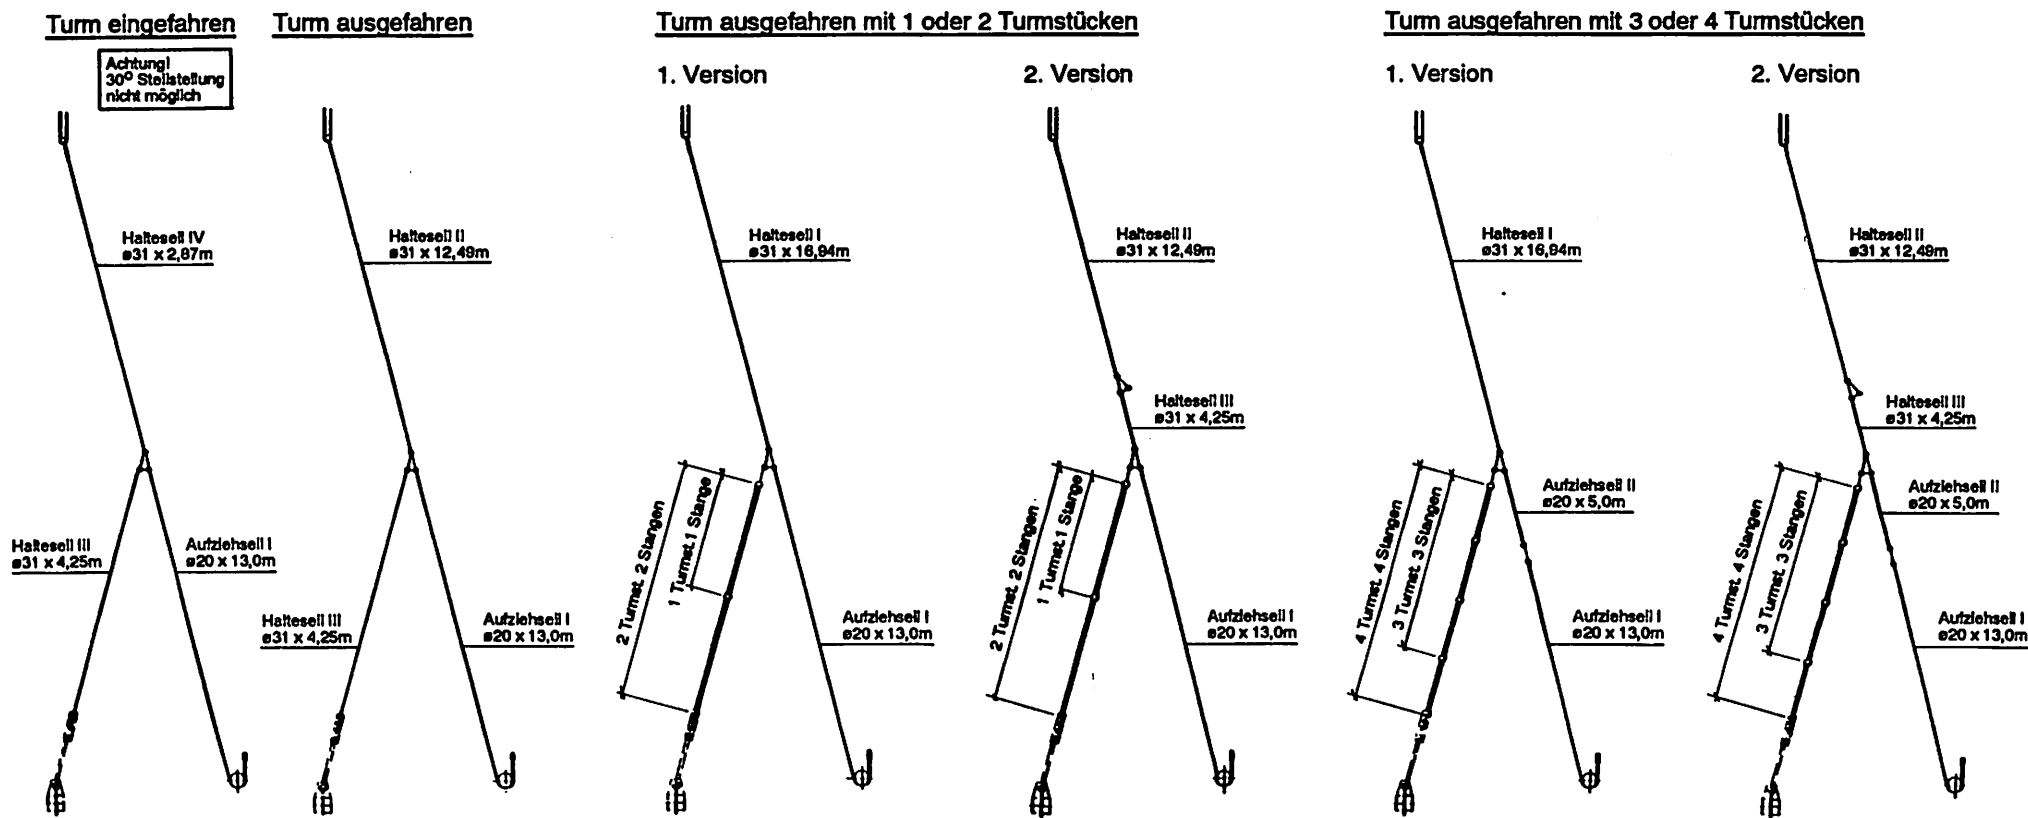 Turm eingefahren
Achtung!
30° Steilstellung
nicht möglich
Halteseil IV
ø31 x 2,87m
Halteseil III
ø31 x 4,25m
Aufziehseil I
ø20 x 13,0m
Turm ausgefahren
Halteseil II
ø31 x 12,49m
Halteseil III
ø31 x 4,25m
Aufziehseil I
ø20 x 13,0m
Turm ausgefahren mit 1 oder 2 Turmstücken
1. Version
Halteseil I
ø31 x 16,94m
2 Turmst. 2 Stangen
1 Turmst. 1 Stange
Aufziehseil I
ø20 x 13,0m
2. Version
Halteseil II
ø31 x 12,49m
Halteseil III
ø31 x 4,25m
2 Turmst. 2 Stangen
1 Turmst. 1 Stange
Aufziehseil I
ø20 x 13,0m
Turm ausgefahren mit 3 oder 4 Turmstücken
1. Version
Halteseil I
ø31 x 16,94m
Aufziehseil II
ø20 x 5,0m
4 Turmst. 4 Stangen
3 Turmst. 3 Stangen
Aufziehseil I
ø20 x 13,0m
2. Version
Halteseil II
ø31 x 12,49m
Halteseil III
ø31 x 4,25m
Aufziehseil II
ø20 x 5,0m
4 Turmst. 4 Stangen
3 Turmst. 3 Stangen
Aufziehseil I
ø20 x 13,0m